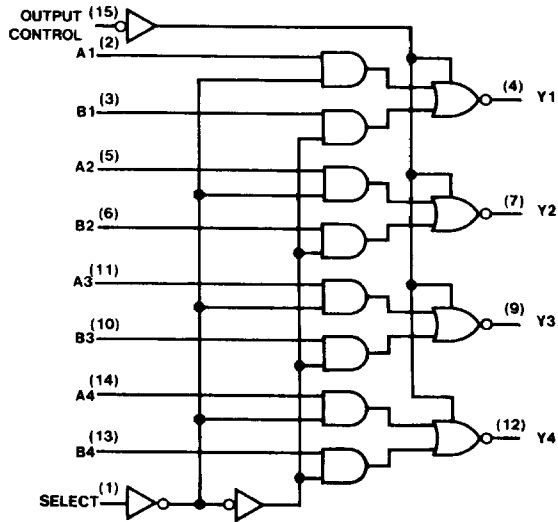 OUTPUT (15)
CONTROL
A1 (2)
B1 (3)
A2 (5)
B2 (6)
A3 (11)
B3 (10)
A4 (14)
B4 (13)
SELECT (1)
(4) Y1
(7) Y2
(9) Y3
(12) Y4